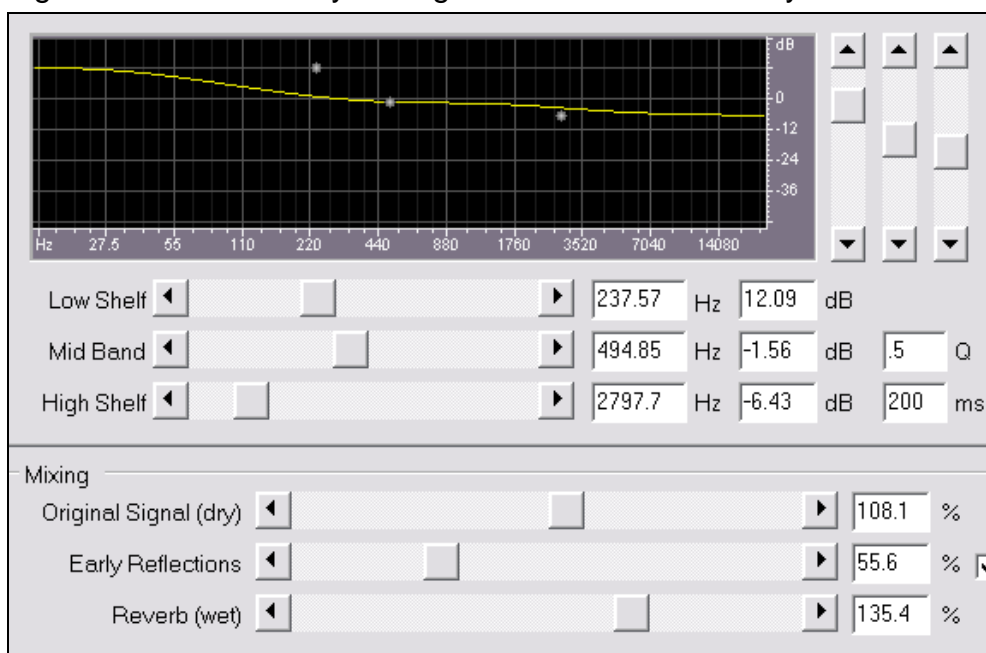 dB
0
-12
-24
-36
Hz 27.5 55 110 220 440 880 1760 3520 7040 14080
Low Shelf 237.57 Hz 12.09 dB
Mid Band 494.85 Hz -1.56 dB .5 Q
High Shelf 2797.7 Hz -6.43 dB 200 ms
Mixing
Original Signal (dry) 108.1 %
Early Reflections 55.6 %
Reverb (wet) 135.4 %